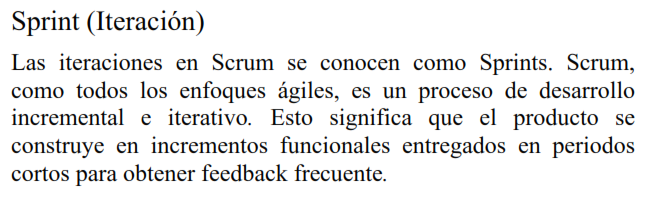 Sprint (Iteración)
Las iteraciones en Scrum se conocen como Sprints. Scrum,
como todos los enfoques ágiles, es un proceso de desarrollo
incremental e iterativo. Esto significa que el producto se
construye en incrementos funcionales entregados en periodos
cortos para obtener feedback frecuente.